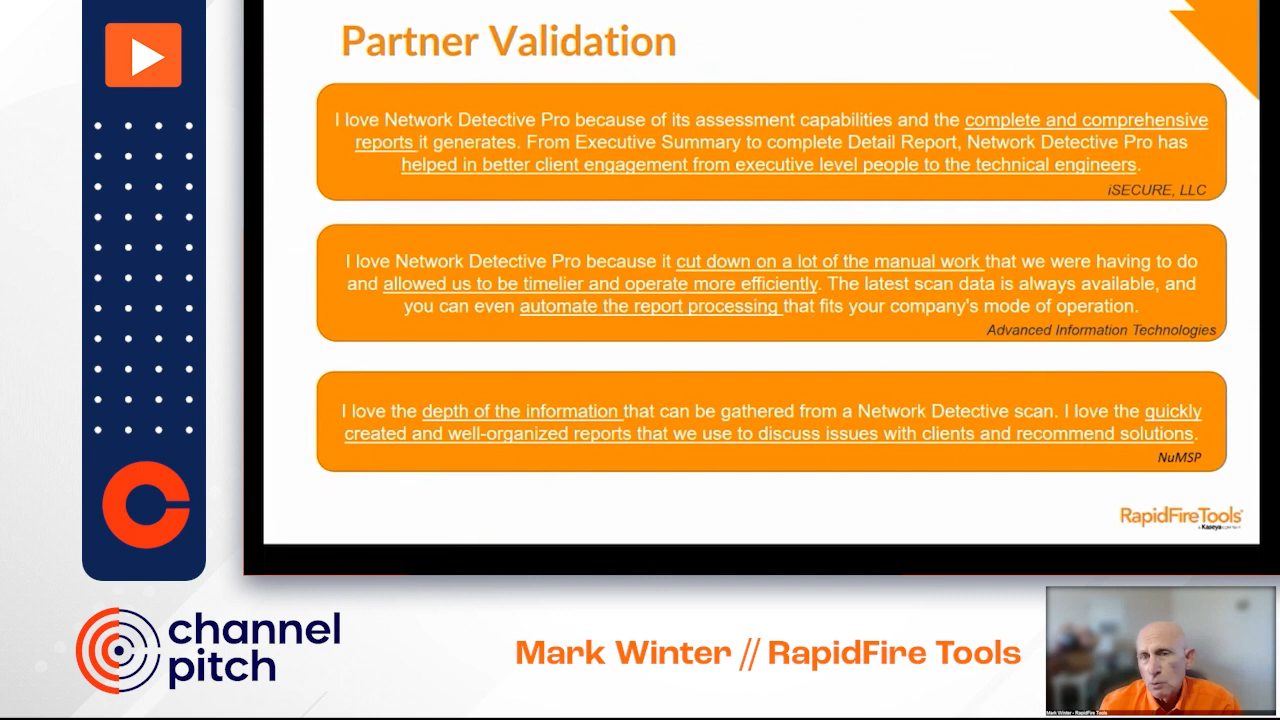 Partner Validation
I love Network Detective Pro because of its assessment capabilities and the complete and comprehensive
reports it generates. From Executive Summary to complete Detail Report, Network Detective Pro has
helped in better client engagement from executive level people to the technical engineers.
iSECURE, LLC
I love Network Detective Pro because it cut down on a lot of the manual work that we were having to do
and allowed us to be timelier and operate more efficiently. The latest scan data is always available, and
you can even automate the report processing that fits your company's mode of operation.
Advanced Information Technologies
I love the depth of the information that can be gathered from a Network Detective scan. I love the quickly
created and well-organized reports that we use to discuss issues with clients and recommend solutions.
NuMSP
RapidFireTools
Kaseya
channel
pitch
Mark Winter // RapidFire Tools
Mark Winter - RapidFire Tools